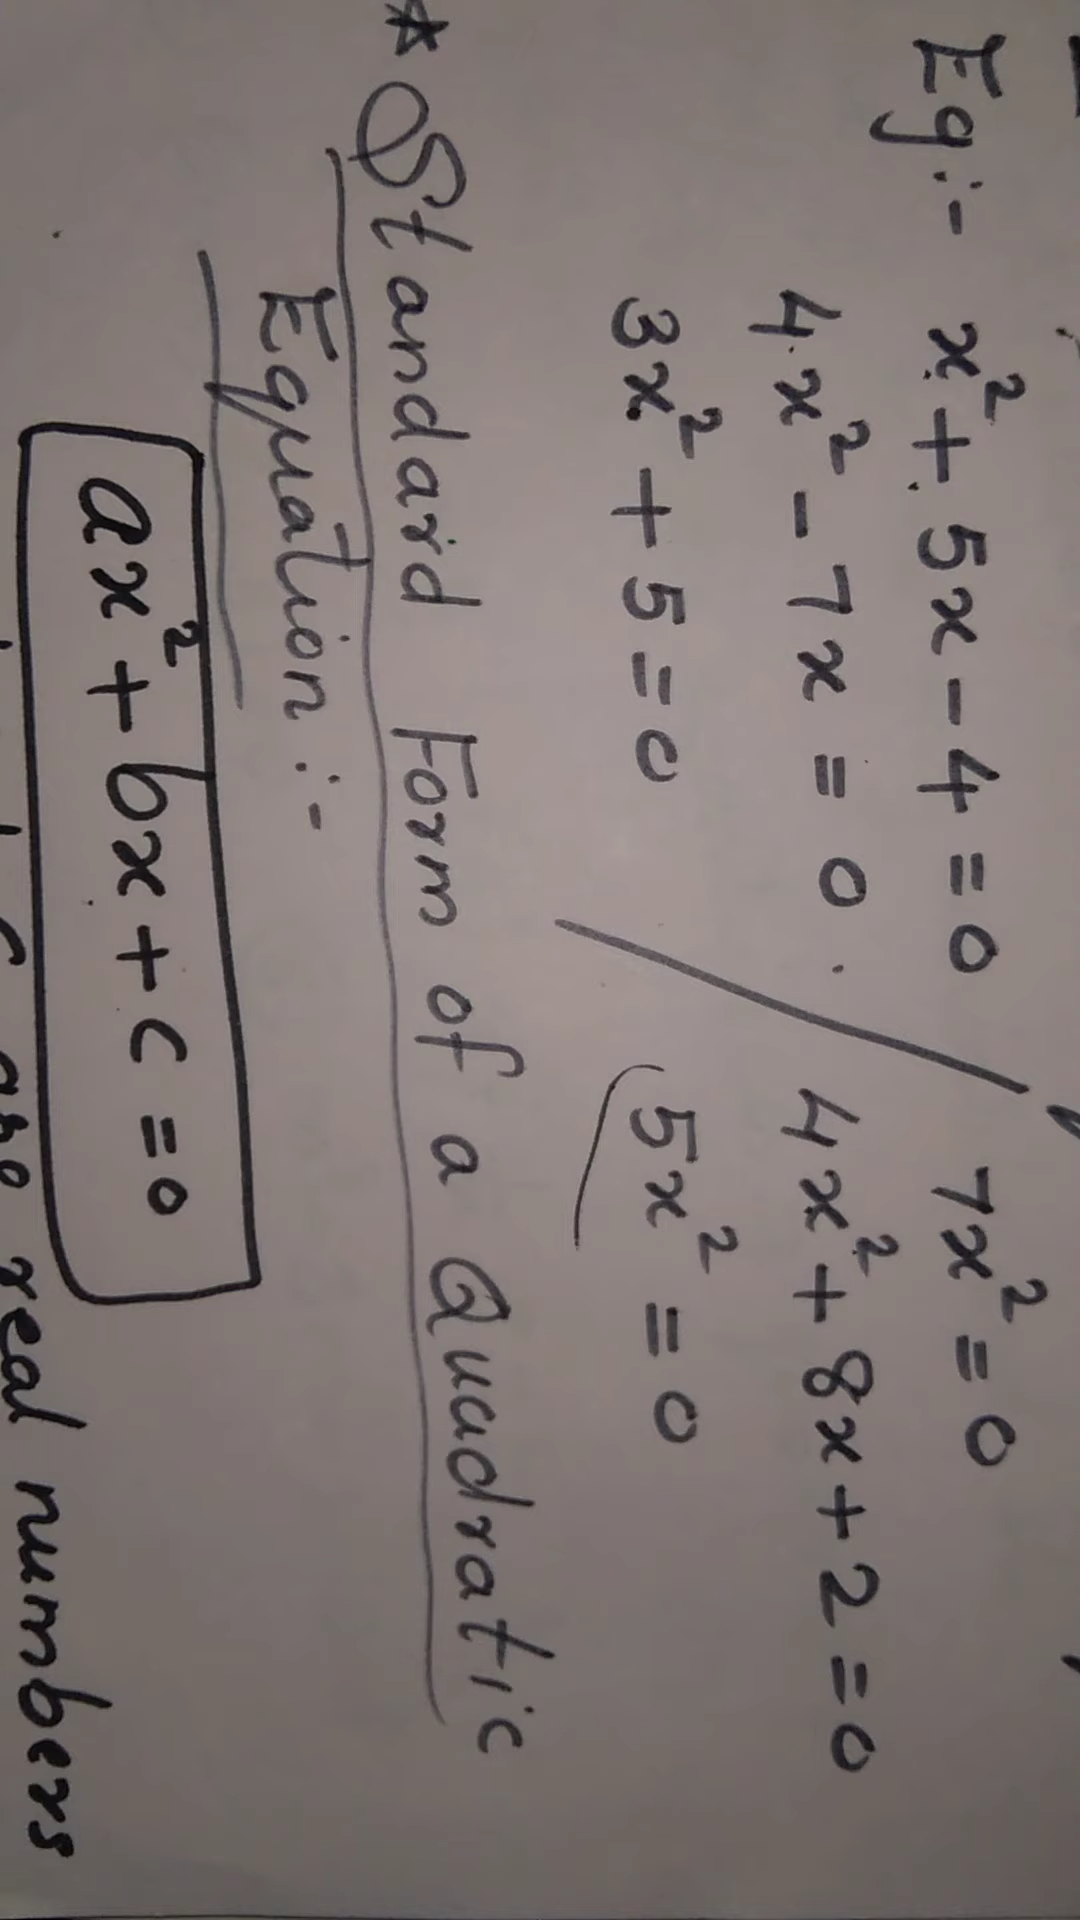 Eg:- x² + 5x - 4 = 0
4x² - 7x = 0
3x² + 5 = 0
7x² = 0
4x² + 8x + 2 = 0
5x² = 0
* Standard Form of a Quadratic
Equation :-
ax² + bx + c = 0
c are real numbers